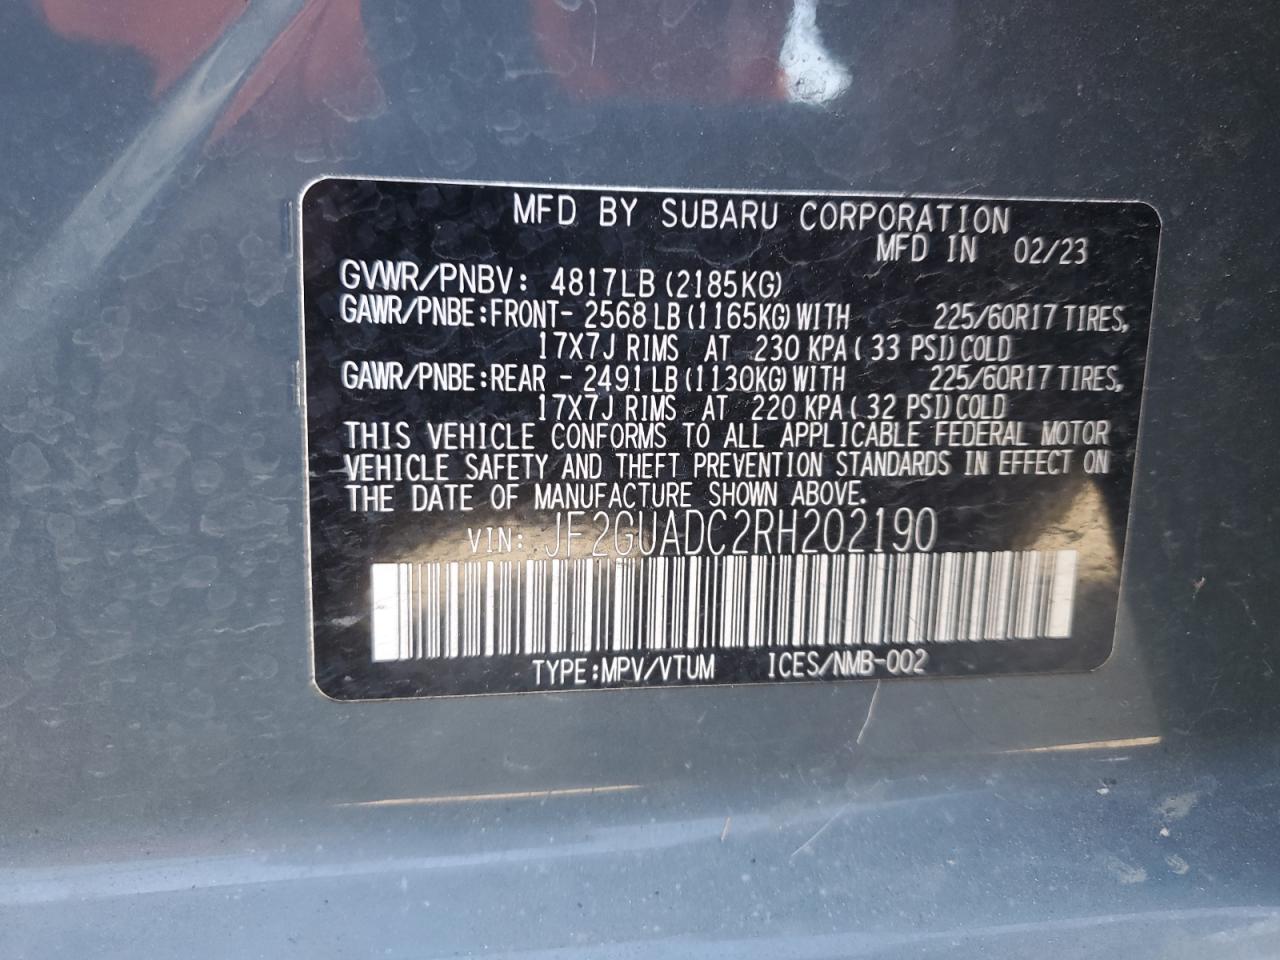 MFD BY SUBARU CORPORATION
MFD IN 02/23
GVWR/PNBV: 4817LB (2185KG)
GAWR/PNBE:FRONT- 2568 LB (1165KG) WITH 225/60R17 TIRES,
17X7J RIMS AT 230 KPA ( 33 PSI) COLD
GAWR/PNBE:REAR - 2491 LB (1130KG) WITH 225/60R17 TIRES,
17X7J RIMS AT 220 KPA ( 32 PSI) COLD
THIS VEHICLE CONFORMS TO ALL APPLICABLE FEDERAL MOTOR
VEHICLE SAFETY AND THEFT PREVENTION STANDARDS IN EFFECT ON
THE DATE OF MANUFACTURE SHOWN ABOVE.
VIN: JF2GUADC2RH202190
TYPE:MPV/VTUM ICES/NMB-002